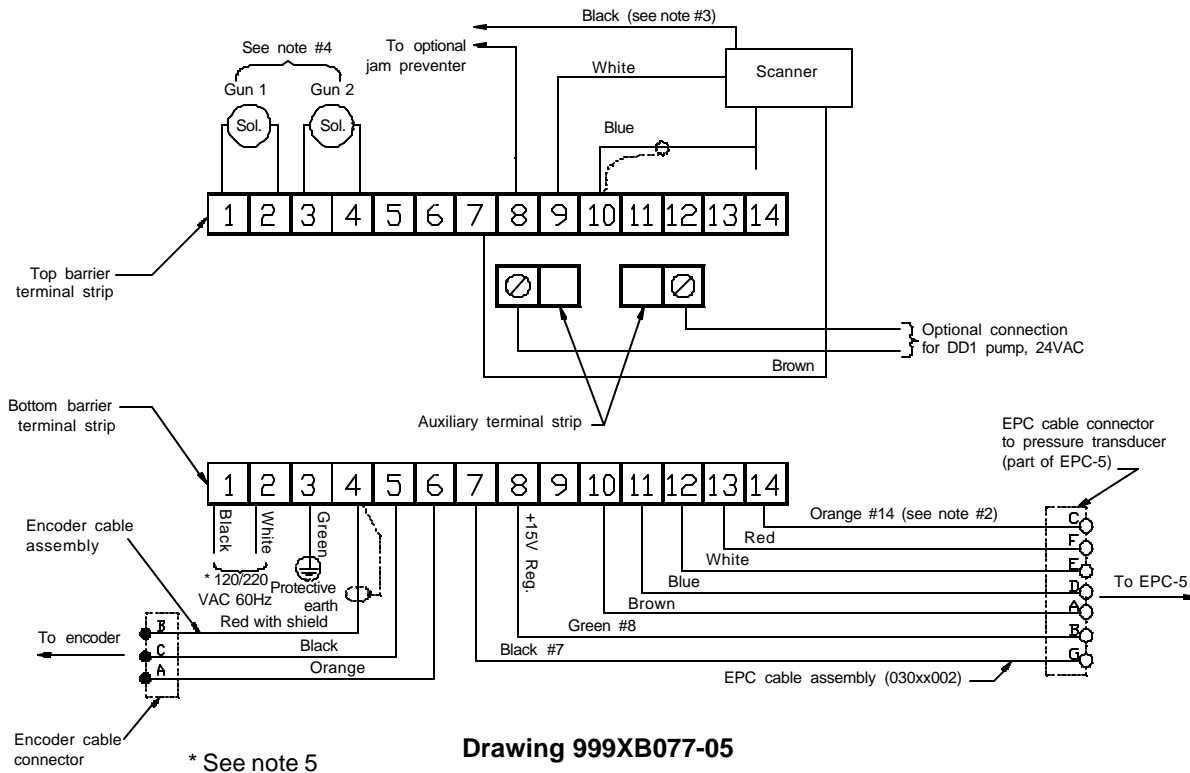 Black (see note #3)
See note #4
To optional
jam preventer
White
Scanner
Gun 1
Gun 2
Sol.
Sol.
Blue
1 2 3 4 5 6 7 8 9 10 11 12 13 14
Top barrier
terminal strip
Optional connection
for DD1 pump, 24VAC
Brown
Auxiliary terminal strip
Bottom barrier
terminal strip
EPC cable connector
to pressure transducer
(part of EPC-5)
1 2 3 4 5 6 7 8 9 10 11 12 13 14
Black
White
Green
+15V Reg.
Encoder cable
assembly
* 120/220
VAC 60Hz
Protective
earth
Red with shield
Orange #14 (see note #2)
C
Red
F
White
E
Blue
D
To EPC-5
Brown
A
Green #8
B
Black #7
G
EPC cable assembly (030xx002)
To encoder
B
C
Black
A
Orange
Encoder cable
connector
* See note 5
Drawing 999XB077-05